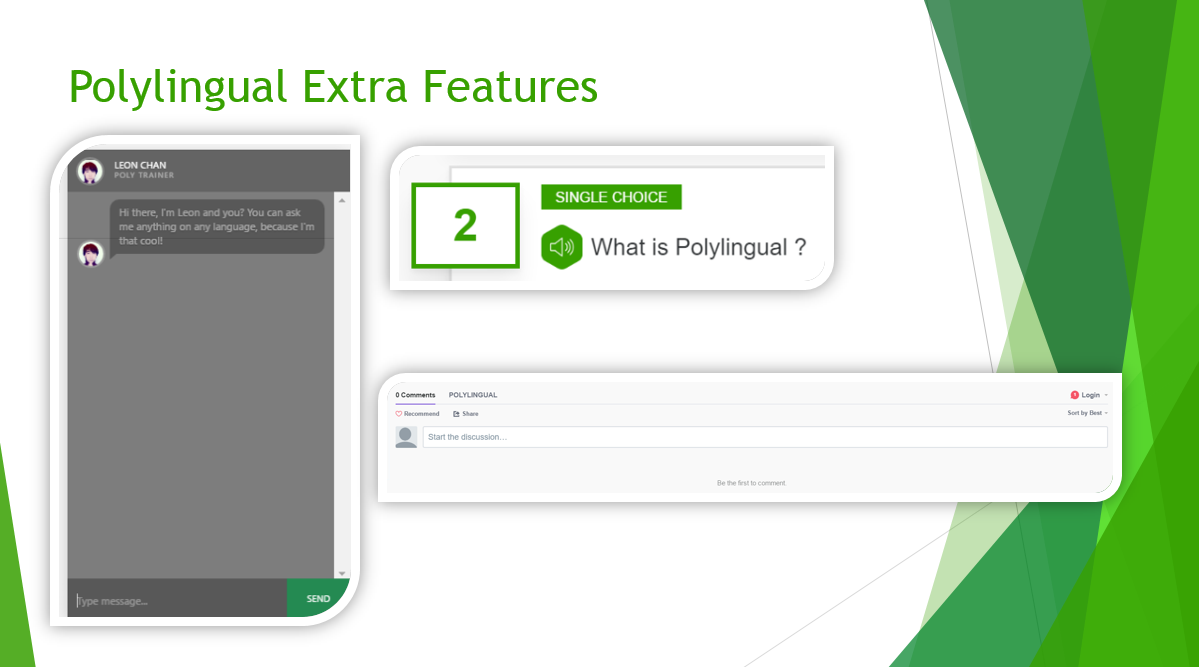 Polylingual Extra Features
LEON CHAN
POLY TRAINER
Hi there, I'm Leon and you? You can ask
me anything on any language, because I'm
that cool!
Type message...
SEND
2
SINGLE CHOICE
What is Polylingual ?
0 Comments POLYLINGUAL
Login
Recommend Share
Sort by Best
Start the discussion...
Be the first to comment.